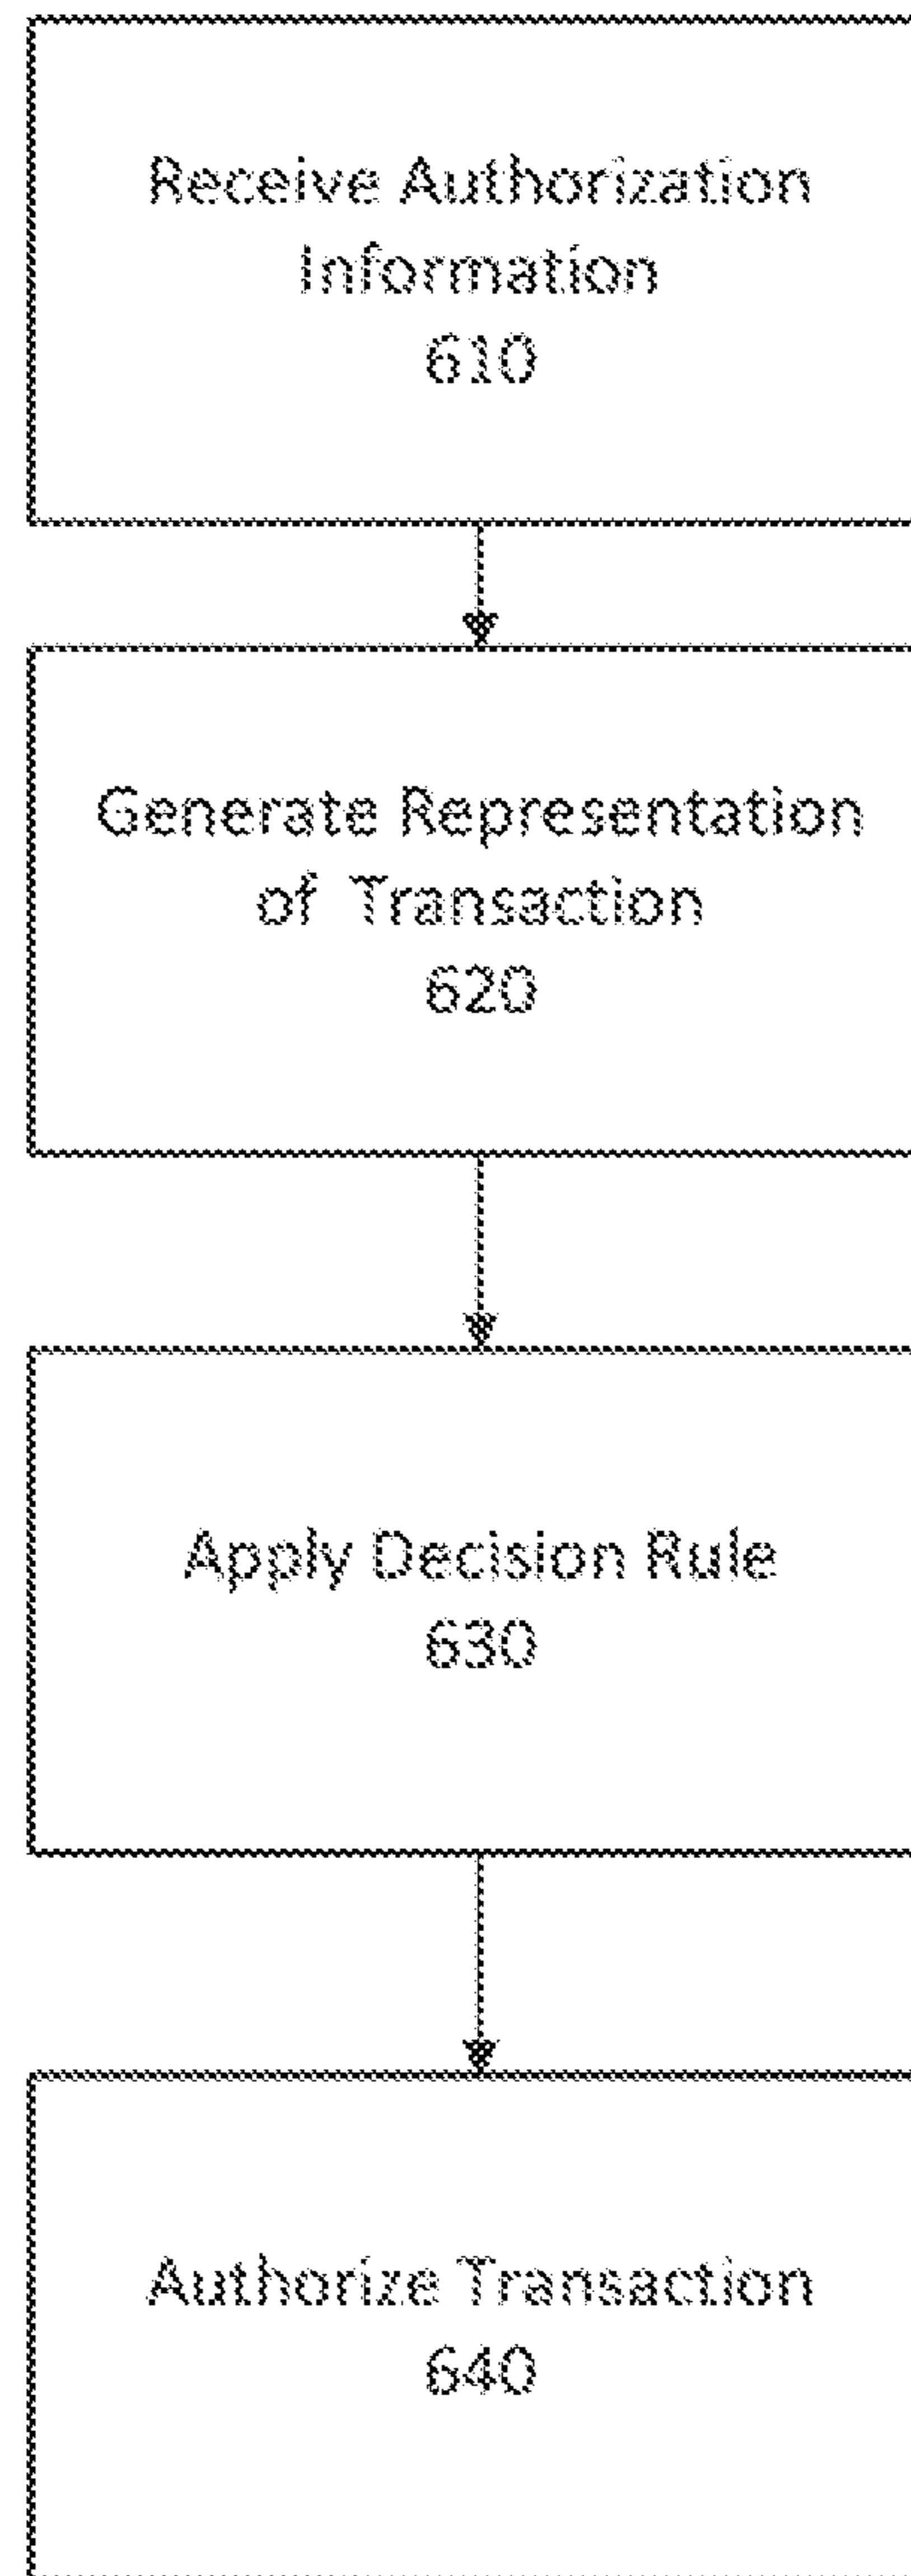 Receive Authorization
Information
610
Generate Representation
of Transaction
620
Apply Decision Rule
630
Authorize Transaction
640